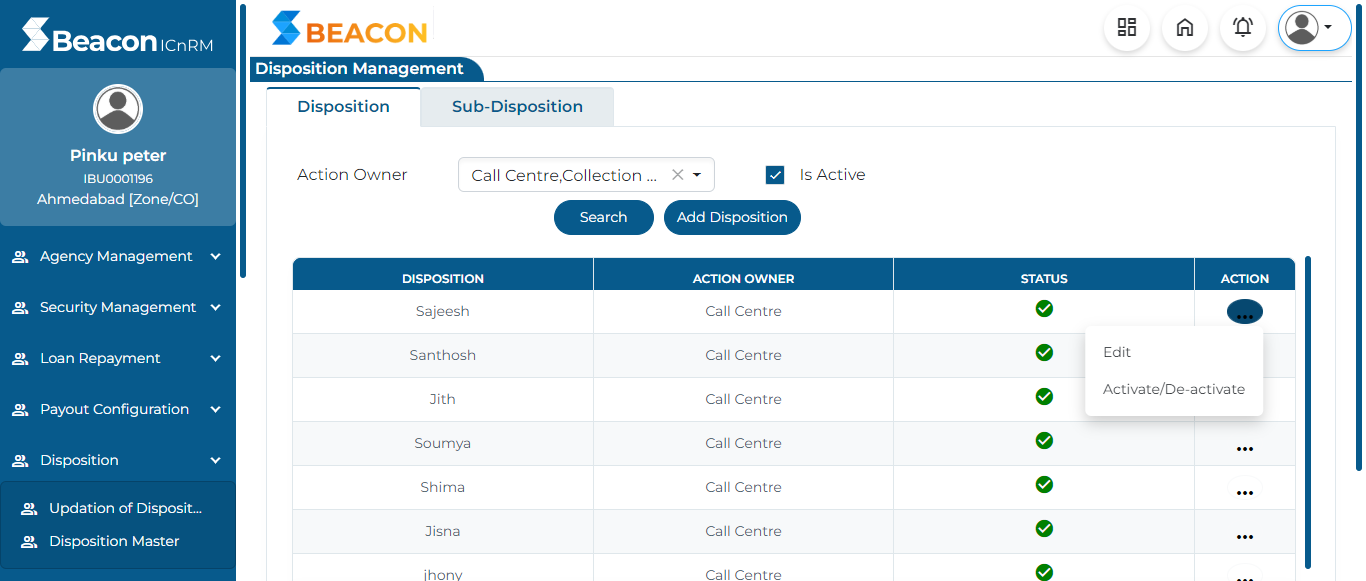 Beacon ICnRM
Pinku peter
IBU0001196
Ahmedabad [Zone/CO]
Agency Management
Security Management
Loan Repayment
Payout Configuration
Disposition
Updation of Disposit...
Disposition Master
BEACON
Disposition Management
Disposition Sub-Disposition
Action Owner Call Centre,Collection ... Is Active
Search Add Disposition
DISPOSITION ACTION OWNER STATUS ACTION
Sajeesh Call Centre ...
Santhosh Call Centre
Jith Call Centre
Soumya Call Centre ...
Shima Call Centre ...
Jisna Call Centre ...
jhony Call Centre ...
Edit
Activate/De-activate